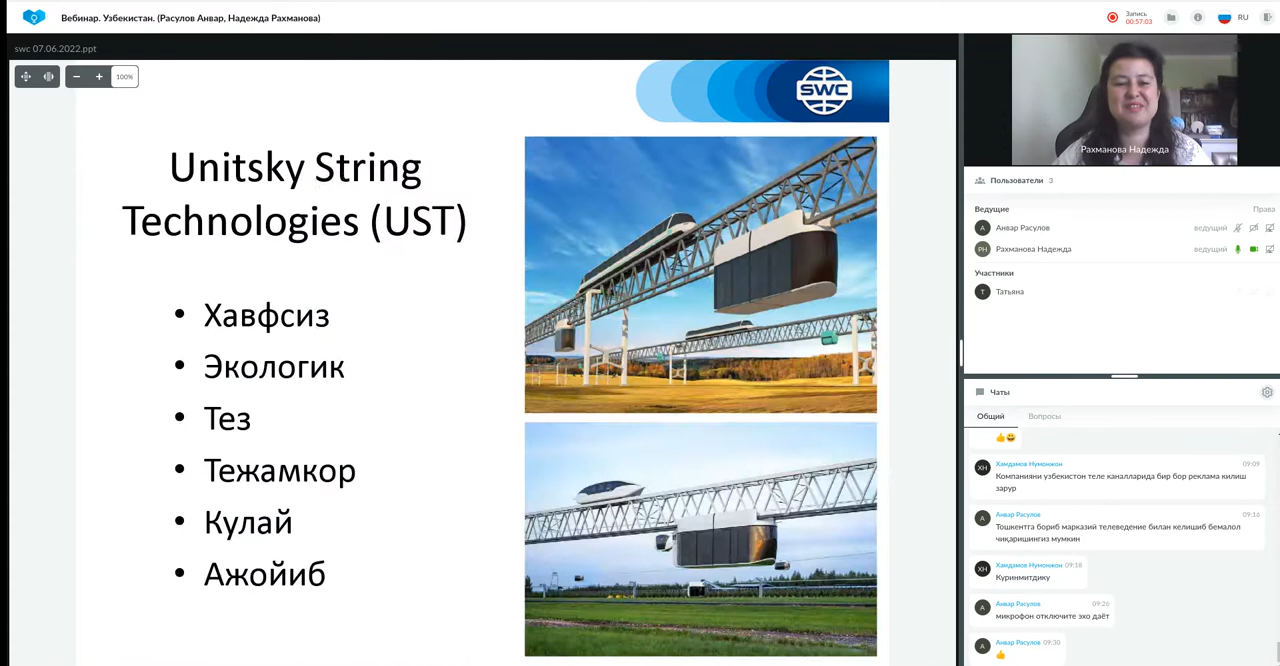 Вебинар. Узбекистан. (Расулов Анвар, Надежда Рахманова)
Запись
00:57:03
RU
swc 07.06.2022.ppt
100%
SWC
Unitsky String
Technologies (UST)
• Хавфсиз
• Экологик
• Тез
• Тежамкор
• Кулай
• Ажойиб
Рахманова Надежда
Пользователи 3
Ведущие Права
А Анвар Расулов ведущий
РН Рахманова Надежда ведущий
Участники
Т Татьяна
Чаты
Общий Вопросы
👍😃
ХН Хамдамов Нумонжон 09:09
Компанияни узбекистон теле каналларида бир бор реклама килиш
зарур
А Анвар Расулов 09:16
Тошкентга бориб марказий телеведение билан келишиб бемалол
чиқаришингиз мумкин
ХН Хамдамов Нумонжон 09:18
Куринмитдику
А Анвар Расулов 09:26
микрофон отключите эхо даёт
А Анвар Расулов 09:30
👍